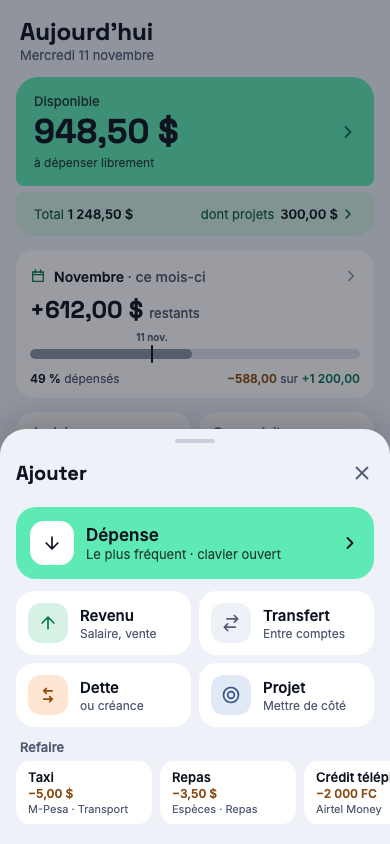 Aujourd'hui
Mercredi 11 novembre
Disponible
948,50 $
à dépenser librement
Total 1 248,50 $
dont projets 300,00 $
Novembre · ce mois-ci
+612,00 $ restants
11 nov.
49 % dépensés
−588,00 sur +1 200,00
Ajouter
Dépense
Le plus fréquent · clavier ouvert
Revenu
Salaire, vente
Transfert
Entre comptes
Dette
ou créance
Projet
Mettre de côté
Refaire
Taxi
−5,00 $
M-Pesa · Transport
Repas
−3,50 $
Espèces · Repas
Crédit
−2 000 FC
Airtel Money